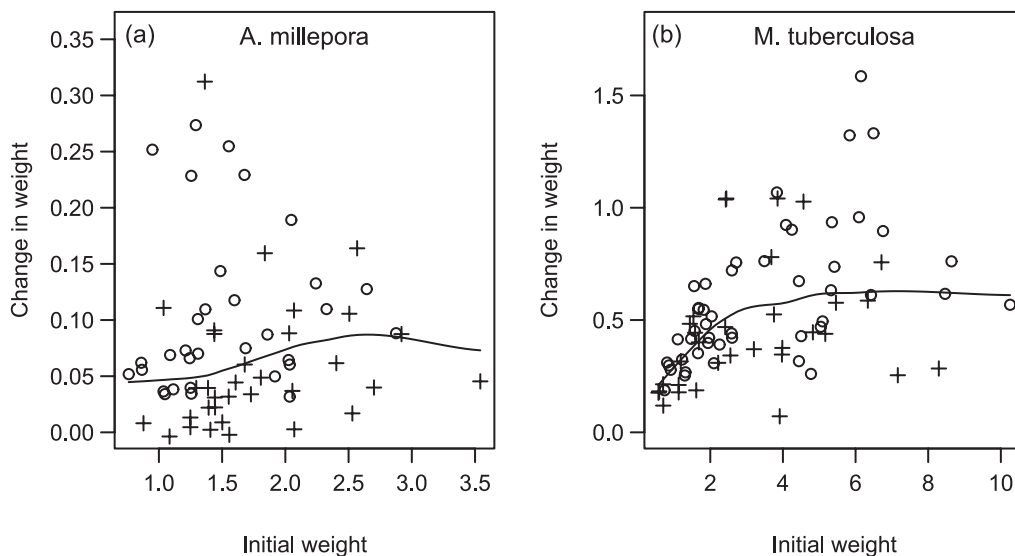 (a) A. millepora
Change in weight
0.35
0.30
0.25
0.20
0.15
0.10
0.05
0.00
1.0 1.5 2.0 2.5 3.0 3.5
Initial weight
(b) M. tuberculosa
Change in weight
1.5
1.0
0.5
0.0
2 4 6 8 10
Initial weight